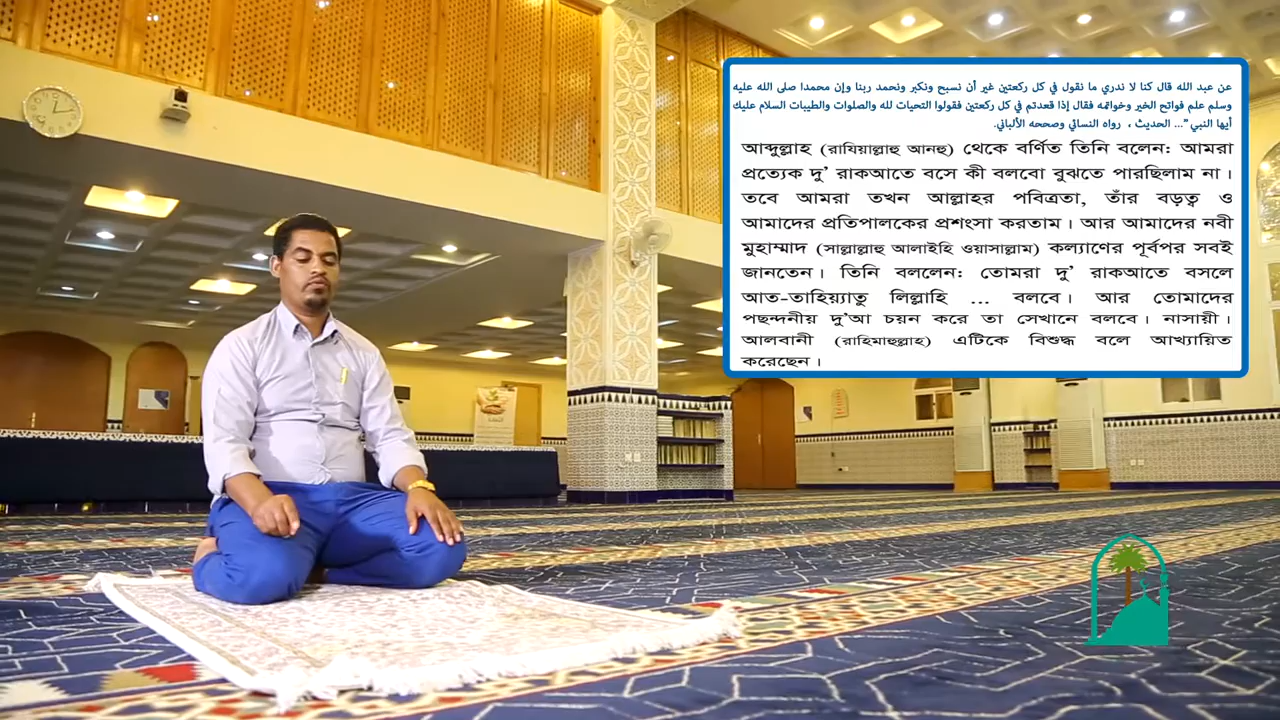 عن عبد الله قال كنا لا ندري ما نقول في كل ركعتين غير أن نسبح ونكبر ونحمد ربنا وإن محمدا صلى الله عليه
وسلم علم فواتح الخير وخواتمه فقال إذا قعدتم في كل ركعتين فقولوا التحيات لله والصلوات والطيبات السلام عليك
أيها النبي ”... الحديث ، رواه النسائي وصححه الألباني.
আব্দুল্লাহ (রাযিয়াল্লাহু আনহু) থেকে বর্ণিত তিনি বলেন: আমরা
প্রত্যেক দু’ রাকআতে বসে কী বলবো বুঝতে পারছিলাম না।
তবে আমরা তখন আল্লাহর পবিত্রতা, তাঁর বড়ত্ব ও
আমাদের প্রতিপালকের প্রশংসা করতাম। আর আমাদের নবী
মুহাম্মাদ (সাল্লাল্লাহু আলাইহি ওয়াসাল্লাম) কল্যাণের পূর্বপর সবই
জানতেন। তিনি বললেন: তোমরা দু’ রাকআতে বসলে
আত-তাহিয়্যাতু লিল্লাহি ... বলবে। আর তোমাদের
পছন্দনীয় দু’আ চয়ন করে তা সেখানে বলবে। নাসায়ী।
আলবানী (রাহিমাহুল্লাহ) এটিকে বিশুদ্ধ বলে আখ্যায়িত
করেছেন।